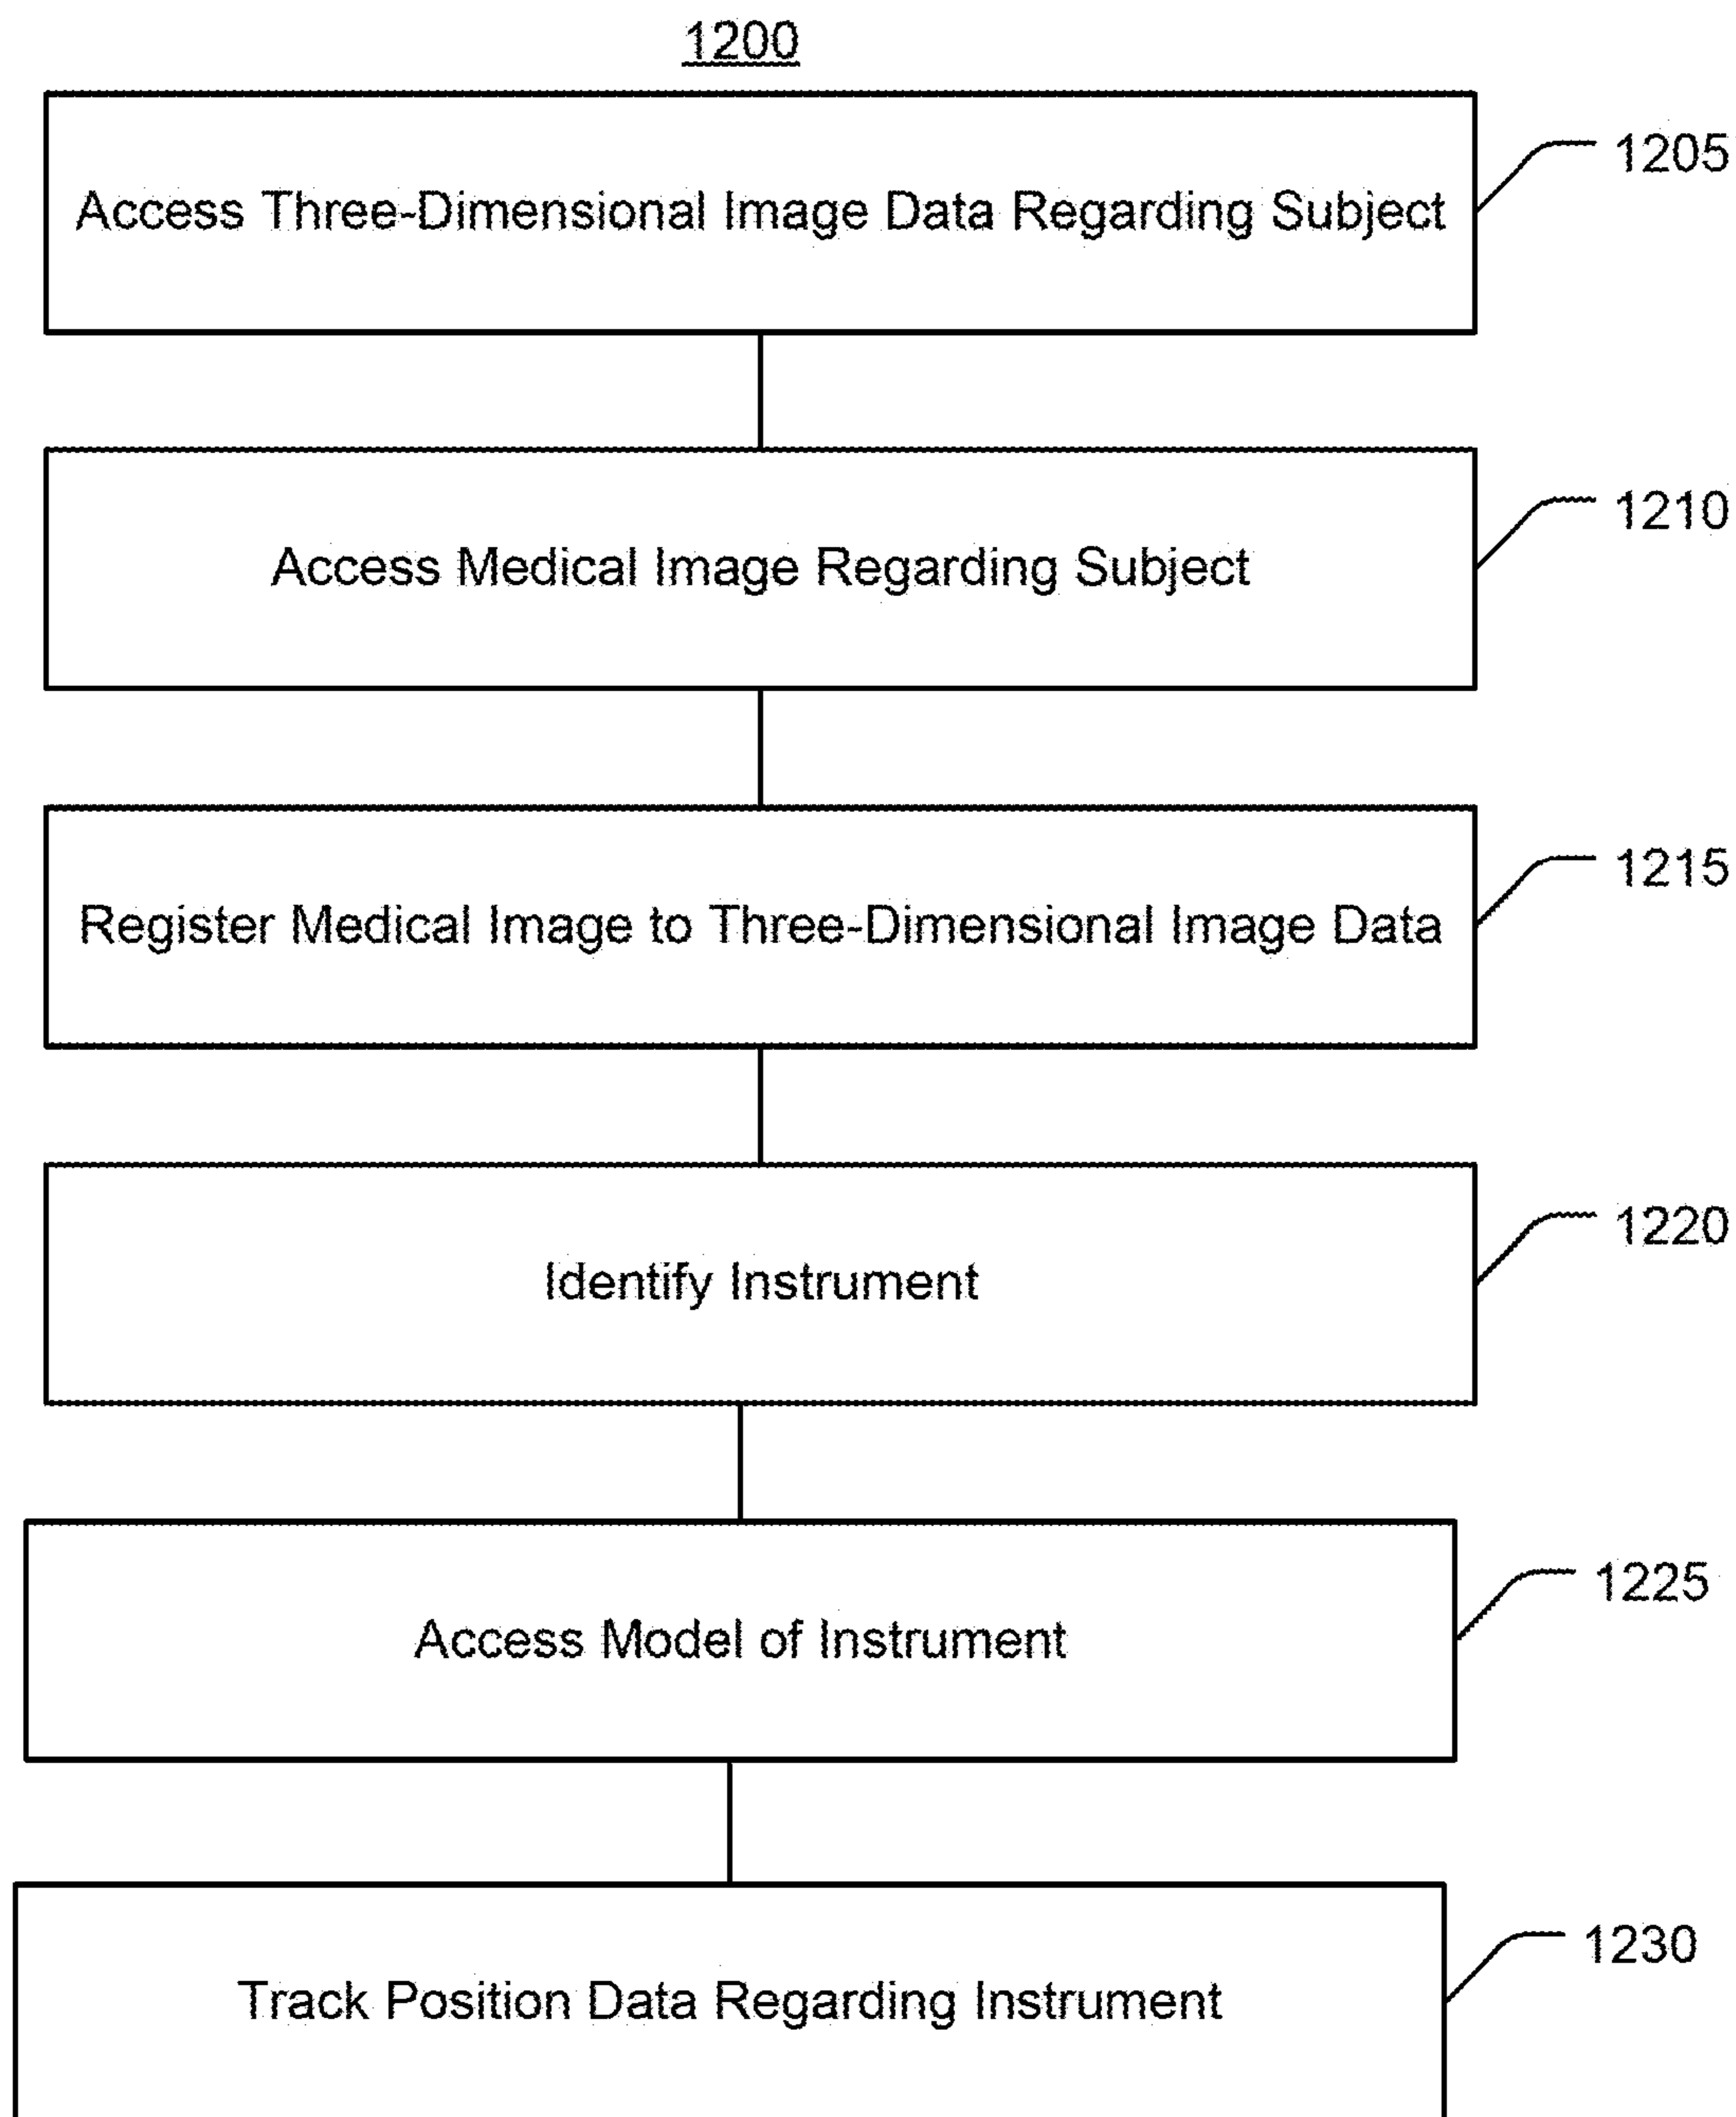 1200
Access Three-Dimensional Image Data Regarding Subject
1205
Access Medical Image Regarding Subject
1210
Register Medical Image to Three-Dimensional Image Data
1215
Identify Instrument
1220
Access Model of Instrument
1225
Track Position Data Regarding Instrument
1230